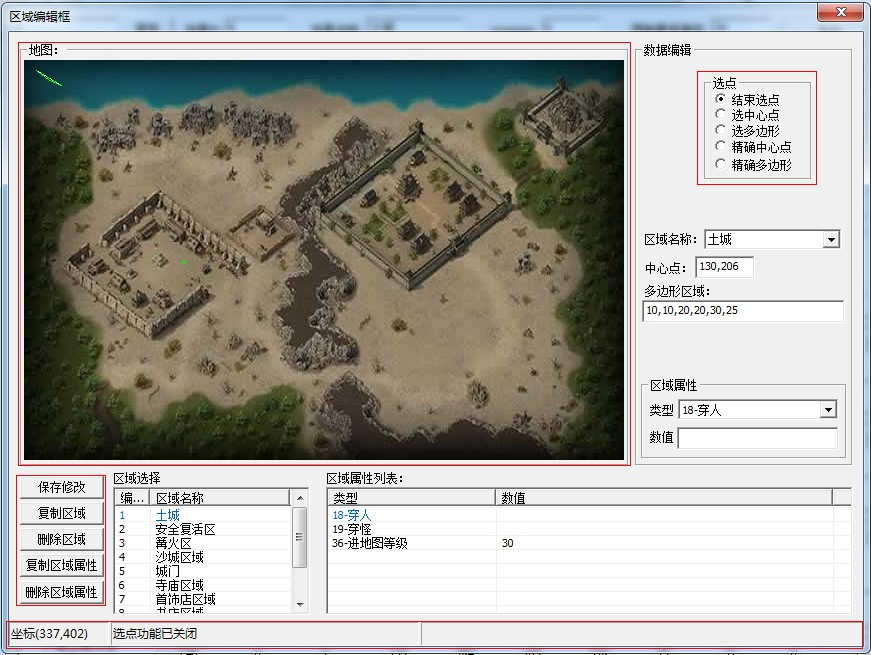 区域编辑框
地图:
数据编辑
选点
结束选点
选中心点
选多边形
精确中心点
精确多边形
区域名称: 土城
中心点: 130,206
多边形区域:
10,10,20,20,30,25
区域属性
类型 18-穿人
数值
保存修改
复制区域
删除区域
复制区域属性
删除区域属性
区域选择
编... 区域名称
1 土城
2 安全复活区
3 篝火区
4 沙城区域
5 城门
6 寺庙区域
7 首饰店区域
8 书店区域
区域属性列表:
类型 数值
18-穿人
19-穿怪
36-进地图等级 30
坐标(337,402) 选点功能已关闭